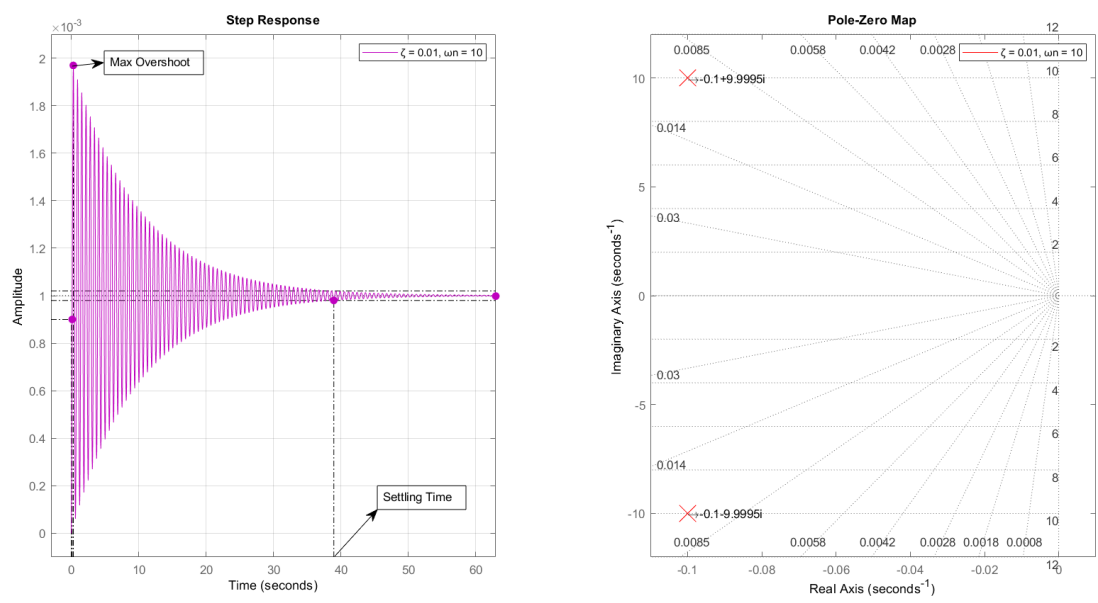 Step Response
×10⁻³
ζ = 0.01, ωn = 10
Max Overshoot
2
1.8
1.6
1.4
1.2
1
0.8
0.6
0.4
0.2
0
Amplitude
Settling Time
0 10 20 30 40 50 60
Time (seconds)
Pole-Zero Map
12
0.0085 0.0058 0.0042 0.0028
ζ = 0.01, ωn = 10
10 -0.1+9.9995i 10
8
0.014
6
5
4
0.03
2
0
2
0.03
4
-5
6
0.014
8
-10 -0.1-9.9995i 10
0.0085 0.0058 0.0042 0.0028 0.0018 0.0008
12
-0.1 -0.08 -0.06 -0.04 -0.02 0
Imaginary Axis (seconds⁻¹)
Real Axis (seconds⁻¹)